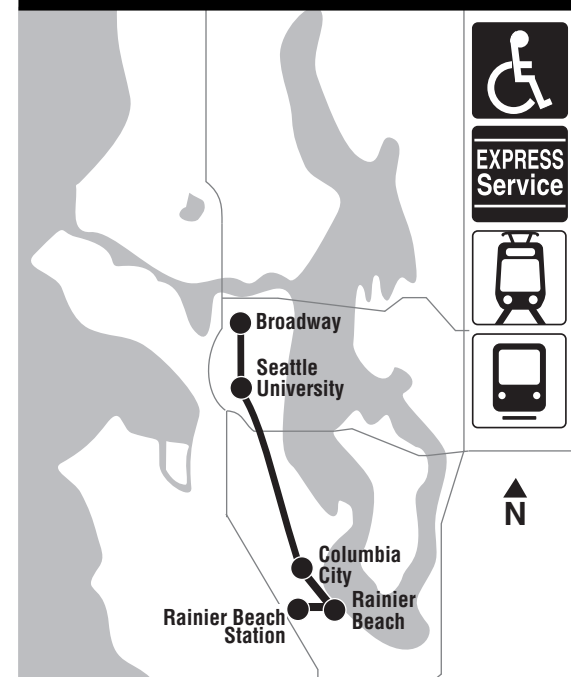 EXPRESS
Service
Broadway
Seattle
University
N
Columbia
City
Rainier
Beach
Rainier Beach
Station